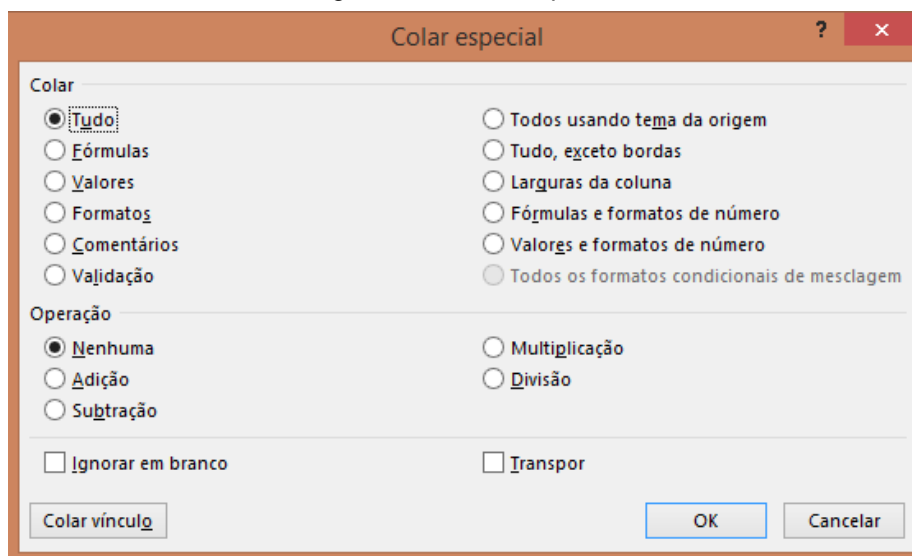 Colar especial
?
Colar
Tudo
Fórmulas
Valores
Formatos
Comentários
Validação
Todos usando tema da origem
Tudo, exceto bordas
Larguras da coluna
Fórmulas e formatos de número
Valores e formatos de número
Todos os formatos condicionais de mesclagem
Operação
Nenhuma
Adição
Subtração
Multiplicação
Divisão
Ignorar em branco
Transpor
Colar vínculo
OK
Cancelar